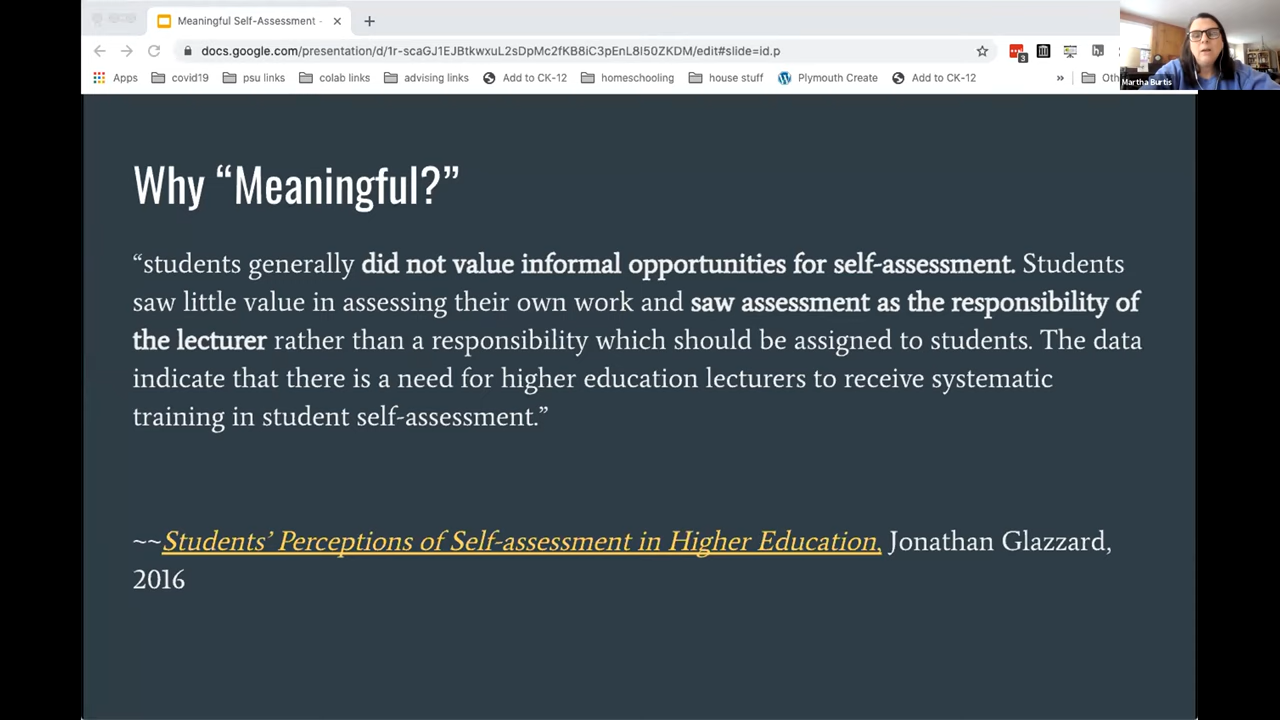 Meaningful Self-Assessment -
docs.google.com/presentation/d/1r-scaGJ1EJBtkwxuL2sDpMc2fKB8iC3pEnL8I50ZKDM/edit#slide=id.p
3
Apps covid19 psu links colab links advising links Add to CK-12 homeschooling house stuff Plymouth Create Add to CK-12 » Oth
Martha Burtis
Why “Meaningful?”
“students generally did not value informal opportunities for self-assessment. Students
saw little value in assessing their own work and saw assessment as the responsibility of
the lecturer rather than a responsibility which should be assigned to students. The data
indicate that there is a need for higher education lecturers to receive systematic
training in student self-assessment.”
~~Students’ Perceptions of Self-assessment in Higher Education, Jonathan Glazzard,
2016